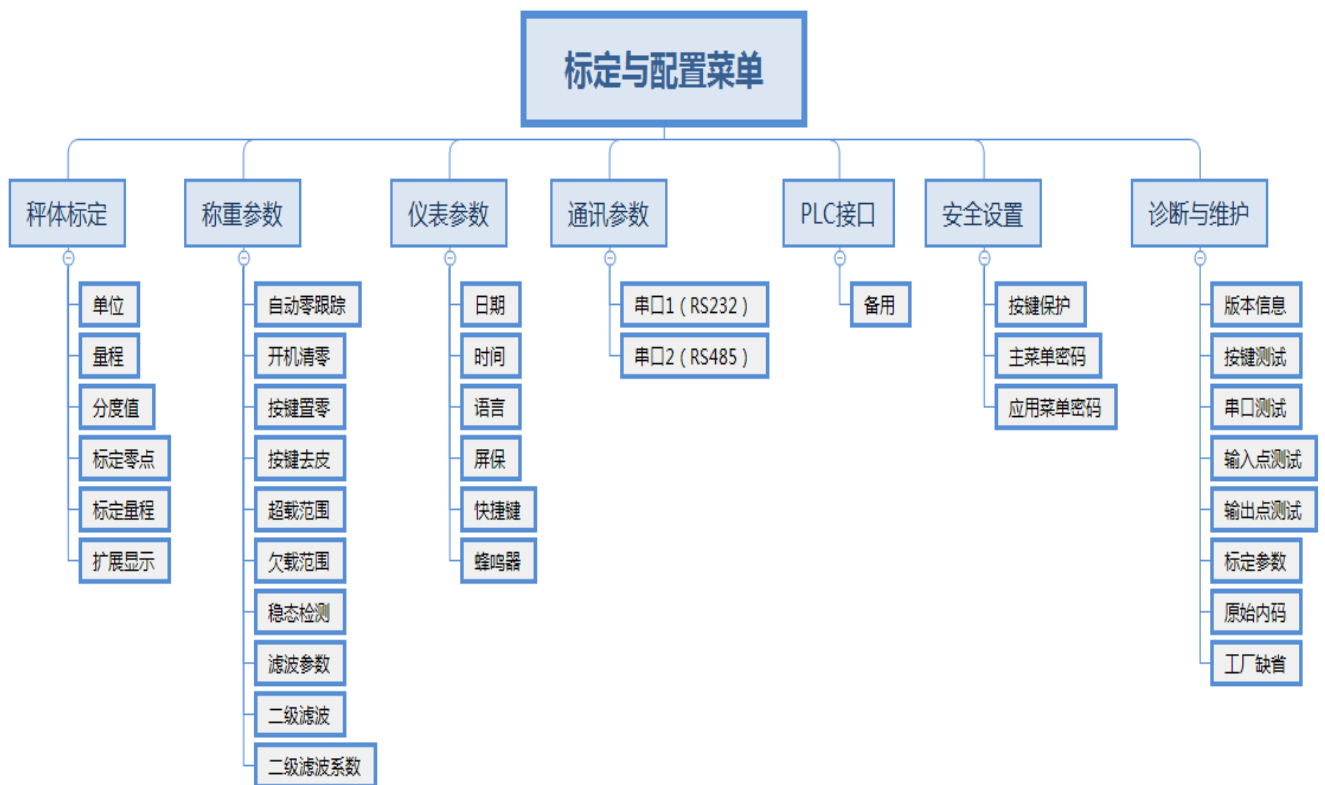 标定与配置菜单
秤体标定
称重参数
仪表参数
通讯参数
PLC接口
安全设置
诊断与维护
单位
量程
分度值
标定零点
标定量程
扩展显示
自动零跟踪
开机清零
按键置零
按键去皮
超载范围
欠载范围
稳态检测
滤波参数
二级滤波
二级滤波系数
日期
时间
语言
屏保
快捷键
蜂鸣器
串口1（RS232）
串口2（RS485）
备用
按键保护
主菜单密码
应用菜单密码
版本信息
按键测试
串口测试
输入点测试
输出点测试
标定参数
原始内码
工厂缺省